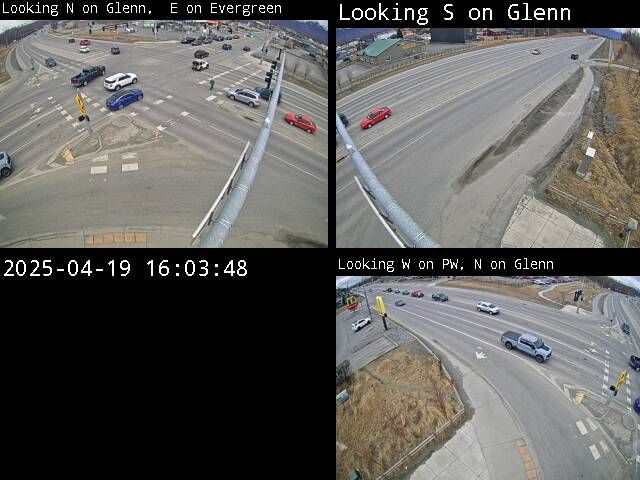 Looking N on Glenn,  E on Evergreen
Looking S on Glenn
2025-04-19 16:03:48
Looking W on PW, N on Glenn